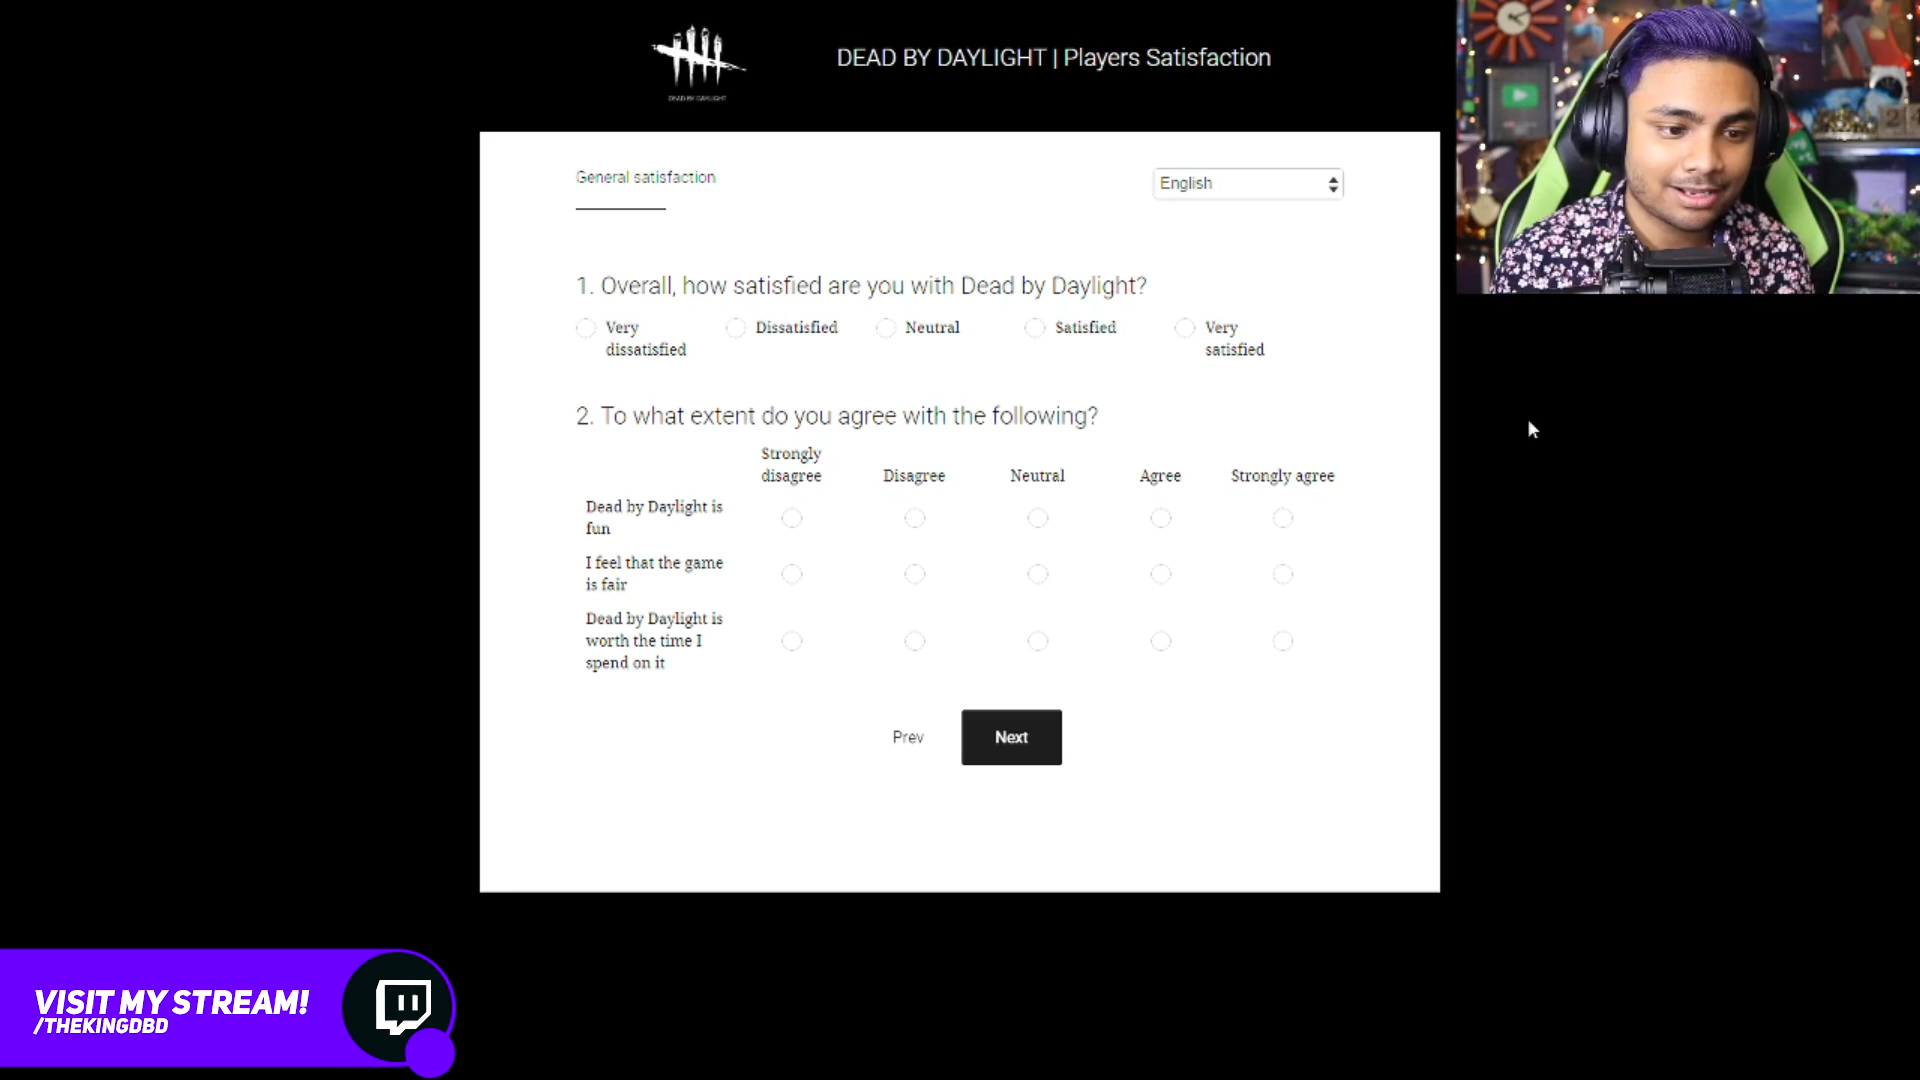 DEAD BY DAYLIGHT
DEAD BY DAYLIGHT | Players Satisfaction
General satisfaction
English
1. Overall, how satisfied are you with Dead by Daylight?
Very dissatisfied
Dissatisfied
Neutral
Satisfied
Very satisfied
2. To what extent do you agree with the following?
Strongly disagree
Disagree
Neutral
Agree
Strongly agree
Dead by Daylight is
fun
I feel that the game
is fair
Dead by Daylight is
worth the time I
spend on it
Prev
Next
VISIT MY STREAM!
/THEKINGDBD